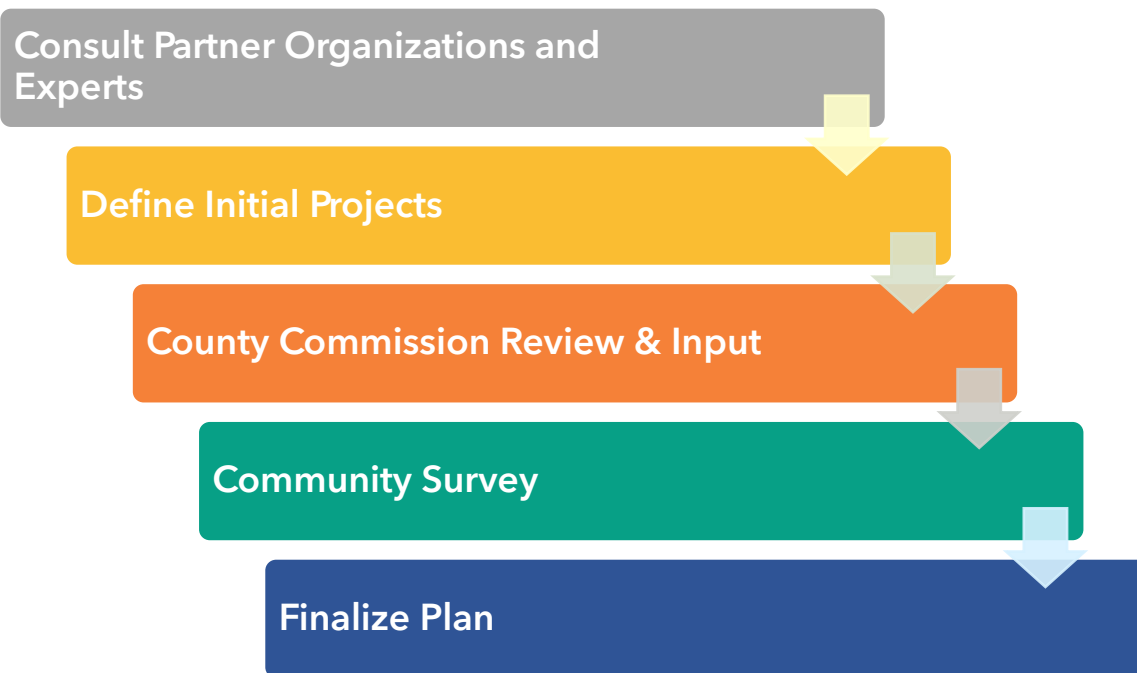 Consult Partner Organizations and
Experts
Define Initial Projects
County Commission Review & Input
Community Survey
Finalize Plan